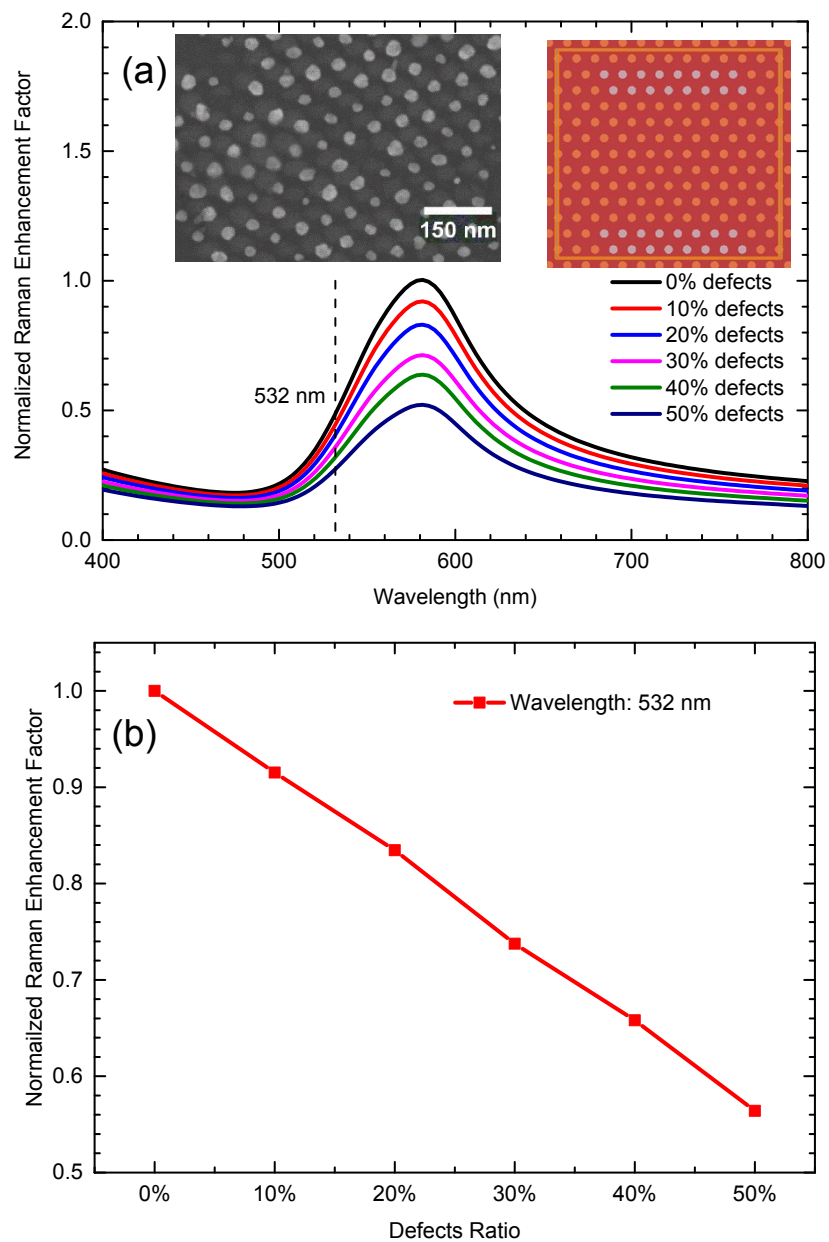 2.0
(a)
1.5
1.0
0.5
0.0
Normalized Raman Enhancement Factor
150 nm
0% defects
10% defects
20% defects
30% defects
40% defects
50% defects
532 nm
400
500
600
700
800
Wavelength (nm)
1.0
0.9
0.8
0.7
0.6
0.5
Normailzed Raman Enhancement Factor
(b)
Wavelength: 532 nm
0%
10%
20%
30%
40%
50%
Defects Ratio